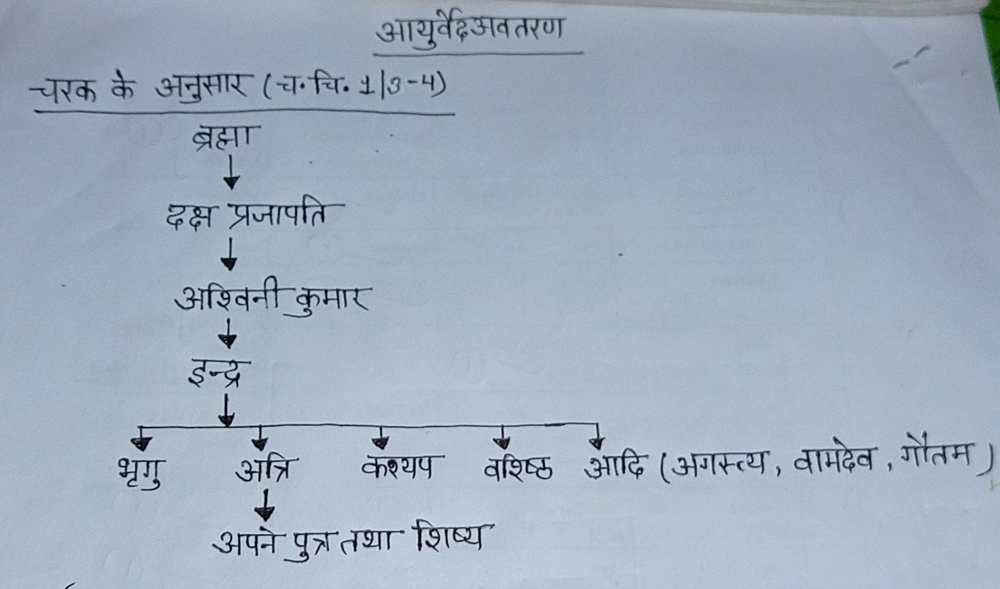 आयुर्वेदअवतरण
चरक के अनुसार (च.चि. 1|3-4)
ब्रह्मा
दक्ष प्रजापति
अश्विनी कुमार
इन्द्र
भृगु अत्रि कश्यप वशिष्ठ आदि (अगस्त्य, वामदेव, गौतम)
अपने पुत्र तथा शिष्य